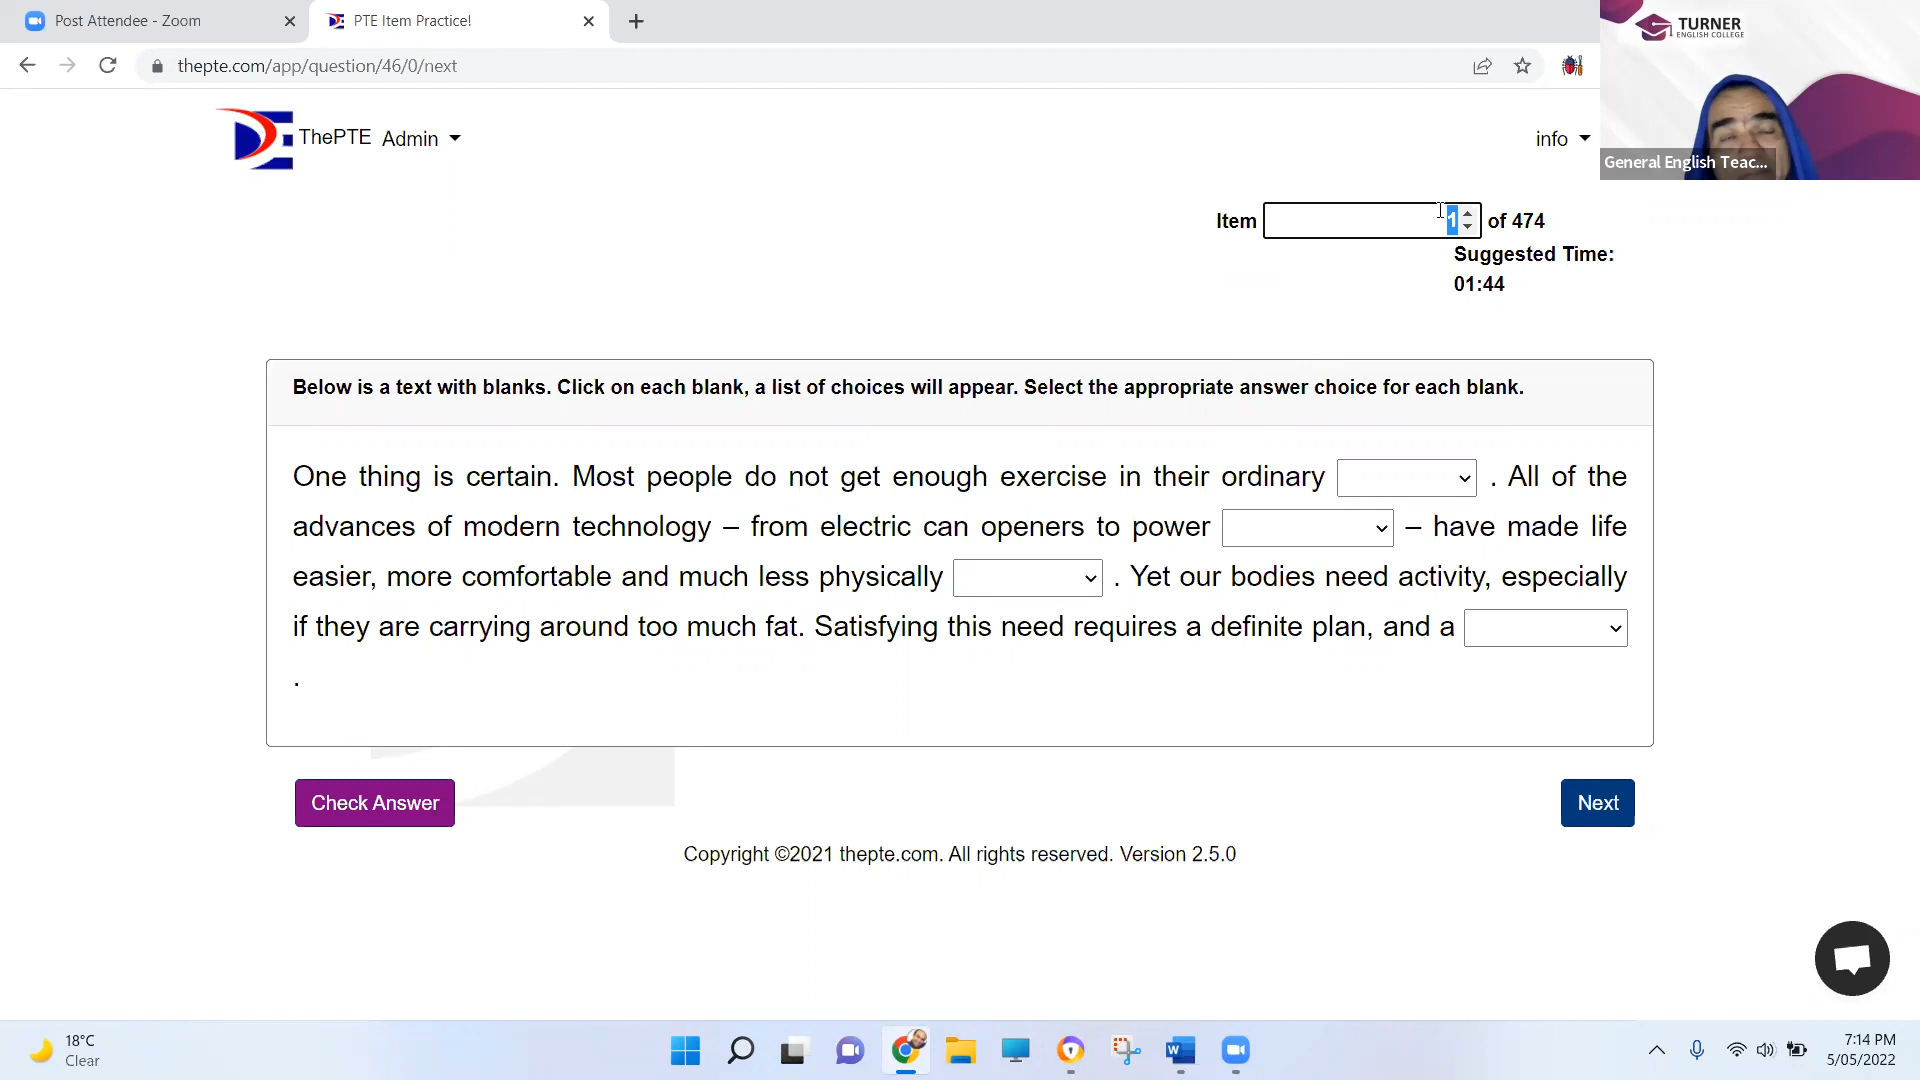 Post Attendee - Zoom
PTE Item Practice!
thepte.com/app/question/46/0/next
TURNER
ENGLISH COLLEGE
General English Teac...
ThePTE Admin
info
Item 1 of 474
Suggested Time:
01:44
Below is a text with blanks. Click on each blank, a list of choices will appear. Select the appropriate answer choice for each blank.
One thing is certain. Most people do not get enough exercise in their ordinary . All of the
advances of modern technology – from electric can openers to power – have made life
easier, more comfortable and much less physically . Yet our bodies need activity, especially
if they are carrying around too much fat. Satisfying this need requires a definite plan, and a
.
Check Answer
Next
Copyright ©2021 thepte.com. All rights reserved. Version 2.5.0
18°C
Clear
7:14 PM
5/05/2022